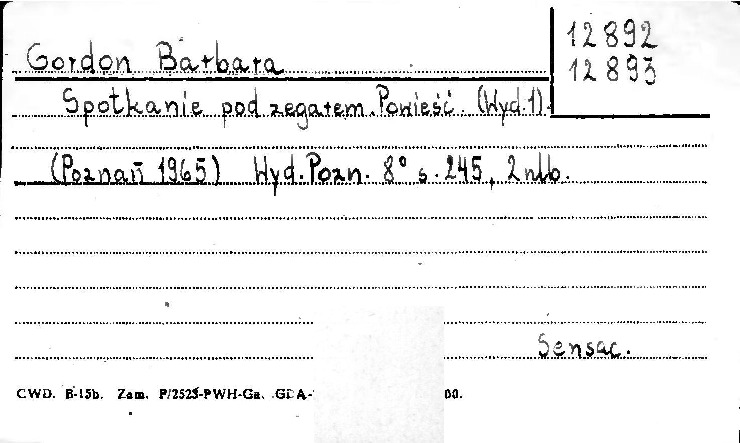 12892
12893
Gordon Barbara
Spotkanie pod zegarem. Powieść. (Wyd.1).
(Poznań 1965) Wyd. Pozn. 8° s. 245, 2 nlb.
Sensac.
CWD. B-15b. Zam. P/2523-PWH-Ga. .GDA- 00.